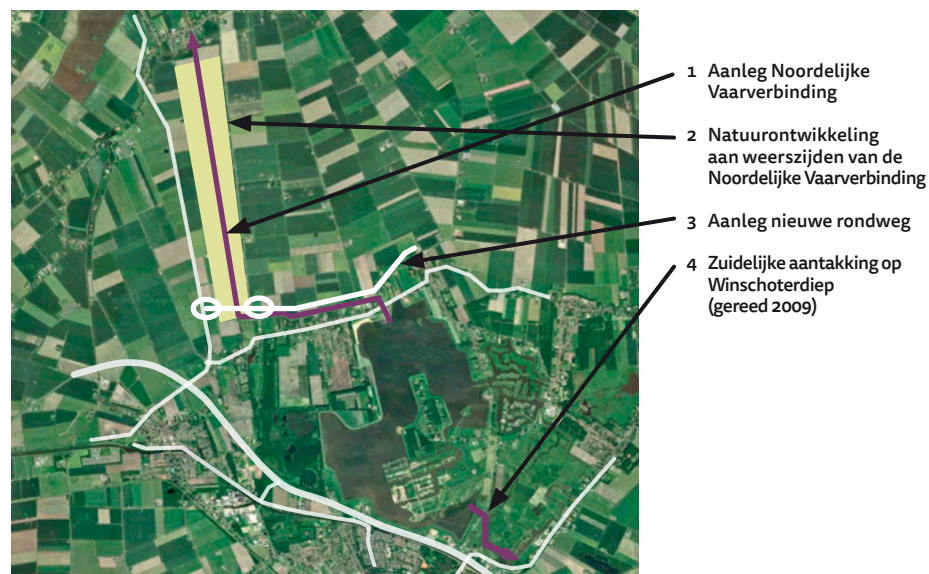 1 Aanleg Noordelijke
Vaarverbinding
2 Natuurontwikkeling
aan weerszijden van de
Noordelijke Vaarverbinding
3 Aanleg nieuwe rondweg
4 Zuidelijke aantakking op
Winschoterdiep
(gereed 2009)